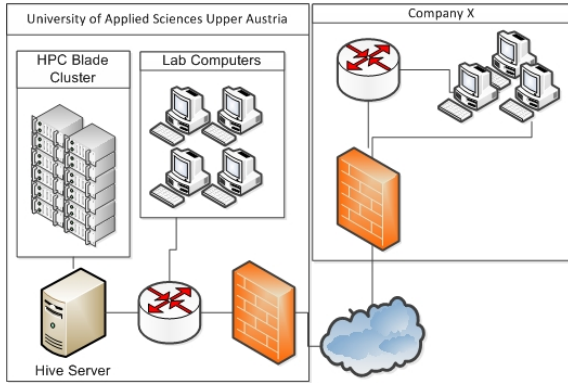 University of Applied Sciences Upper Austria
Company X
HPC Blade
Cluster
Lab Computers
Hive Server